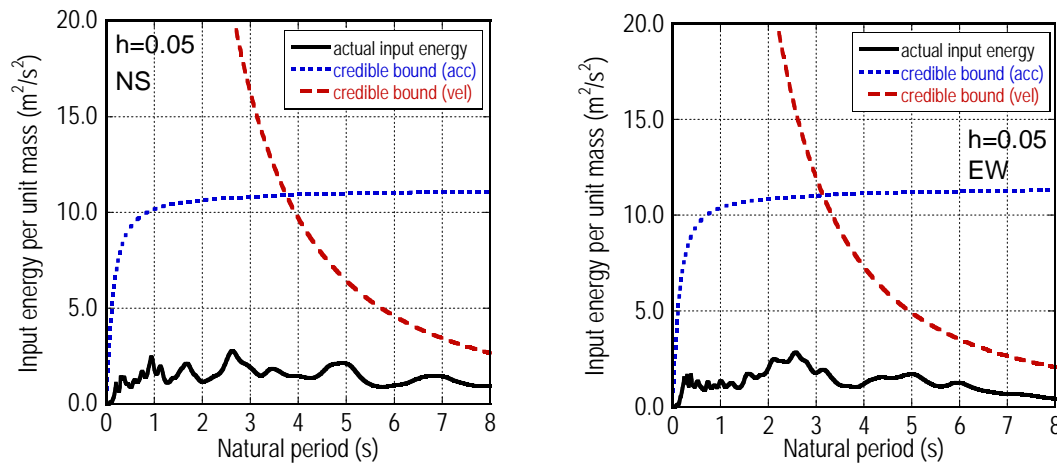 20.0
15.0
10.0
5.0
0.0
Input energy per unit mass (m²/s²)
h=0.05
NS
actual input energy
credible bound (acc)
credible bound (vel)
0 1 2 3 4 5 6 7 8
Natural period (s)
20.0
15.0
10.0
5.0
0.0
Input energy per unit mass (m²/s²)
actual input energy
credible bound (acc)
credible bound (vel)
h=0.05
EW
0 1 2 3 4 5 6 7 8
Natural period (s)